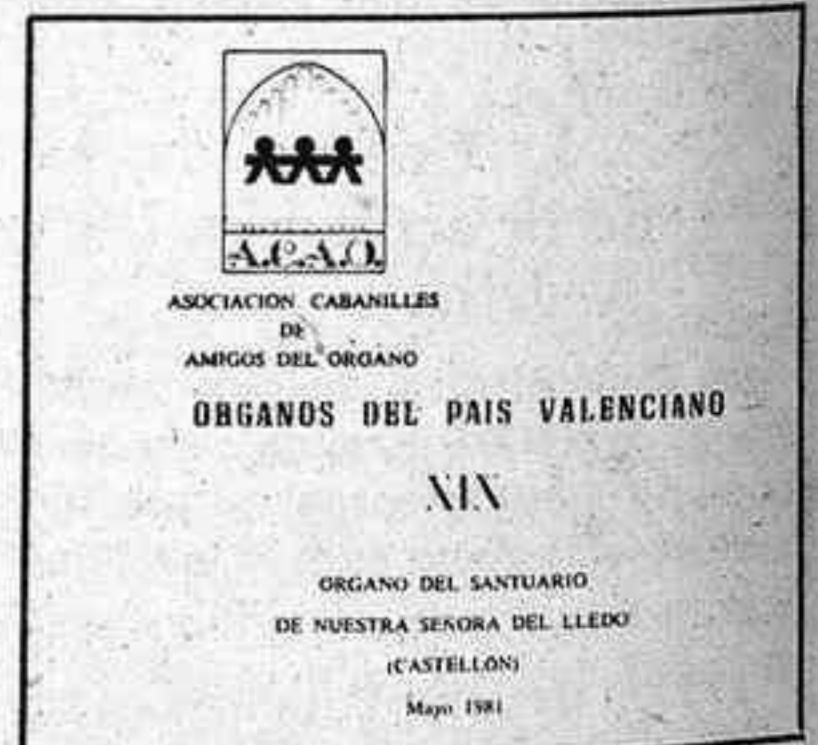 A.C.A.O.
ASOCIACION CABANILLES
DE
AMIGOS DEL ORGANO
ORGANOS DEL PAIS VALENCIANO
XIX
ORGANO DEL SANTUARIO
DE NUESTRA SEÑORA DEL LLEDO
(CASTELLON)
Mayo 1981